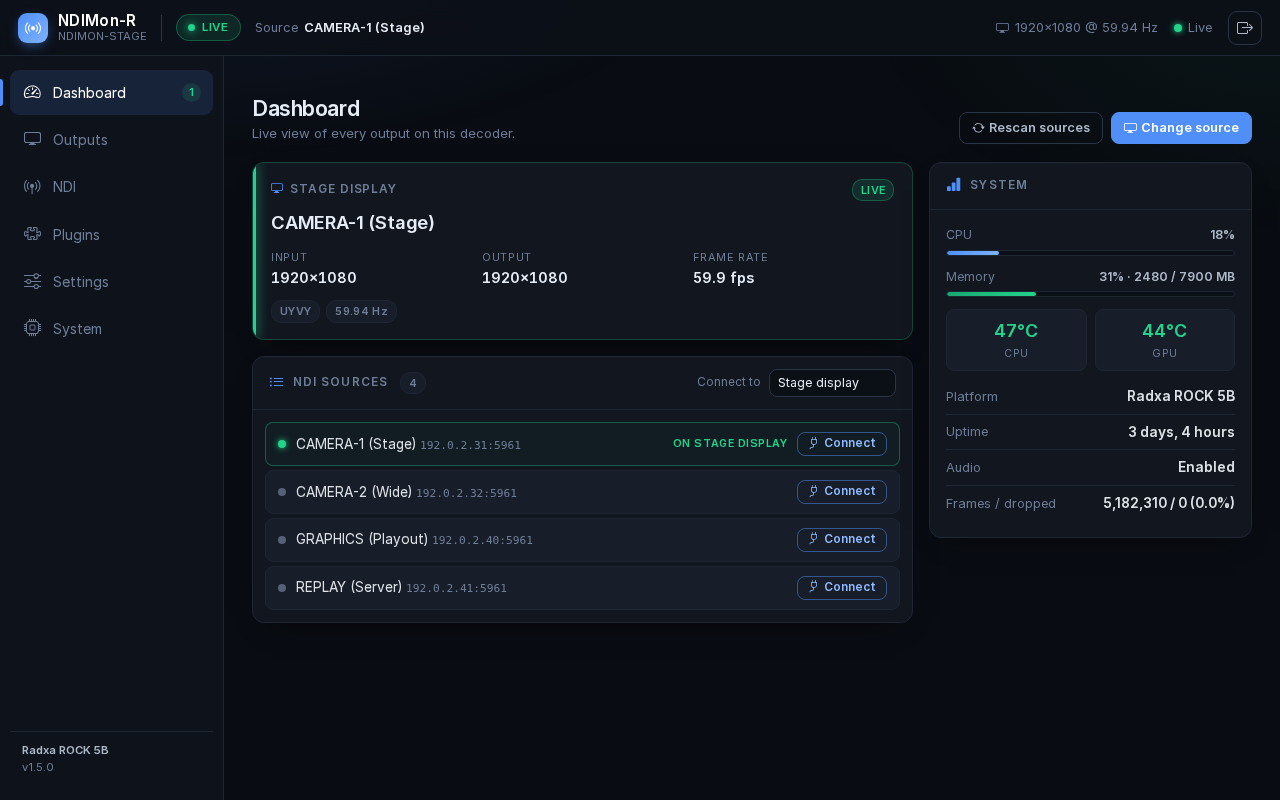 NDIMon-R
NDIMON-STAGE
LIVE
Source CAMERA-1 (Stage)
1920×1080 @ 59.94 Hz
Live
Dashboard 1
Outputs
NDI
Plugins
Settings
System
Radxa ROCK 5B
v1.5.0
Dashboard
Live view of every output on this decoder.
Rescan sources
Change source
STAGE DISPLAY
LIVE
CAMERA-1 (Stage)
INPUT OUTPUT FRAME RATE
1920×1080 1920×1080 59.9 fps
UYVY 59.94 Hz
NDI SOURCES 4
Connect to Stage display
CAMERA-1 (Stage) 192.0.2.31:5961 ON STAGE DISPLAY Connect
CAMERA-2 (Wide) 192.0.2.32:5961 Connect
GRAPHICS (Playout) 192.0.2.40:5961 Connect
REPLAY (Server) 192.0.2.41:5961 Connect
SYSTEM
CPU 18%
Memory 31% · 2480 / 7900 MB
47°C 44°C
CPU GPU
Platform Radxa ROCK 5B
Uptime 3 days, 4 hours
Audio Enabled
Frames / dropped 5,182,310 / 0 (0.0%)